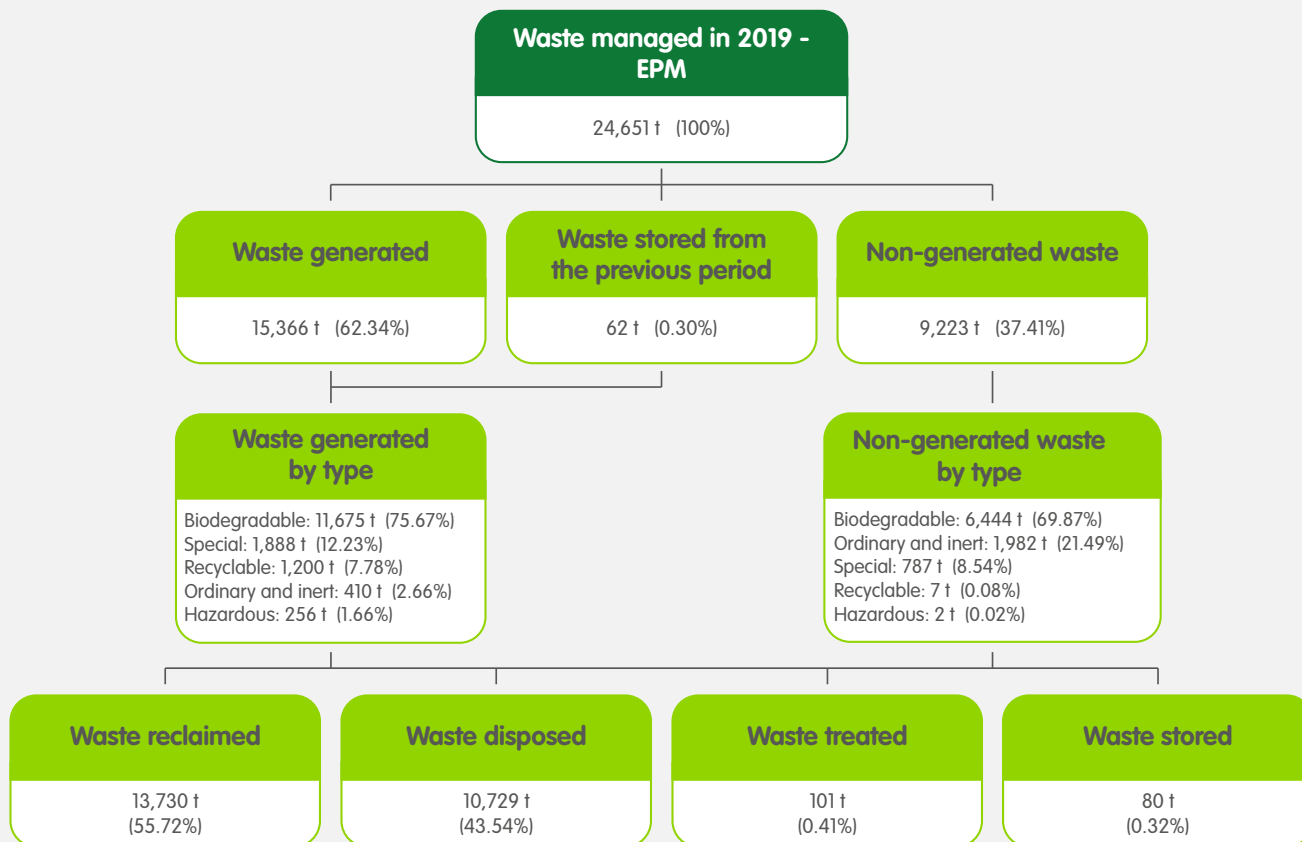 Waste managed in 2019 -
EPM
24,651 t (100%)
Waste generated
15,366 t (62.34%)
Waste stored from
the previous period
62 t (0.30%)
Non-generated waste
9,223 t (37.41%)
Waste generated
by type
Biodegradable: 11,675 t (75.67%)
Special: 1,888 t (12.23%)
Recyclable: 1,200 t (7.78%)
Ordinary and inert: 410 t (2.66%)
Hazardous: 256 t (1.66%)
Non-generated waste
by type
Biodegradable: 6,444 t (69.87%)
Ordinary and inert: 1,982 t (21.49%)
Special: 787 t (8.54%)
Recyclable: 7 t (0.08%)
Hazardous: 2 t (0.02%)
Waste reclaimed
13,730 t
(55.72%)
Waste disposed
10,729 t
(43.54%)
Waste treated
101 t
(0.41%)
Waste stored
80 t
(0.32%)